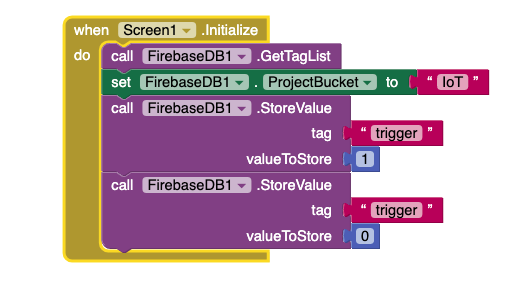 when Screen1 .Initialize
do call FirebaseDB1 .GetTagList
set FirebaseDB1 . ProjectBucket to " IoT "
call FirebaseDB1 .StoreValue
tag " trigger "
valueToStore 1
call FirebaseDB1 .StoreValue
tag " trigger "
valueToStore 0